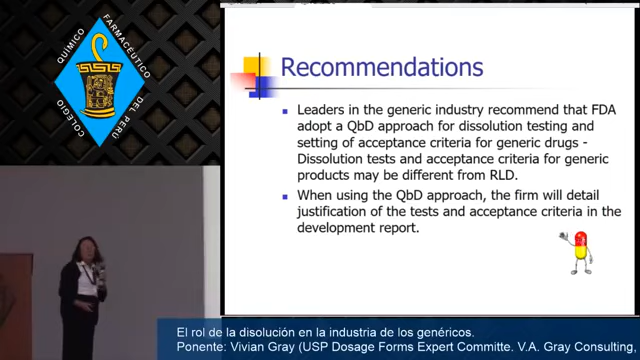 QUÍMICO
FARMACÉUTICO
DEL PERÚ
COLEGIO
Recommendations
Leaders in the generic industry recommend that FDA
adopt a QbD approach for dissolution testing and
setting of acceptance criteria for generic drugs -
Dissolution tests and acceptance criteria for generic
products may be different from RLD.
When using the QbD approach, the firm will detail
justification of the tests and acceptance criteria in the
development report.
El rol de la disolución en la industria de los genéricos.
Ponente: Vivian Gray (USP Dosage Forms Expert Committe. V.A. Gray Consulting,